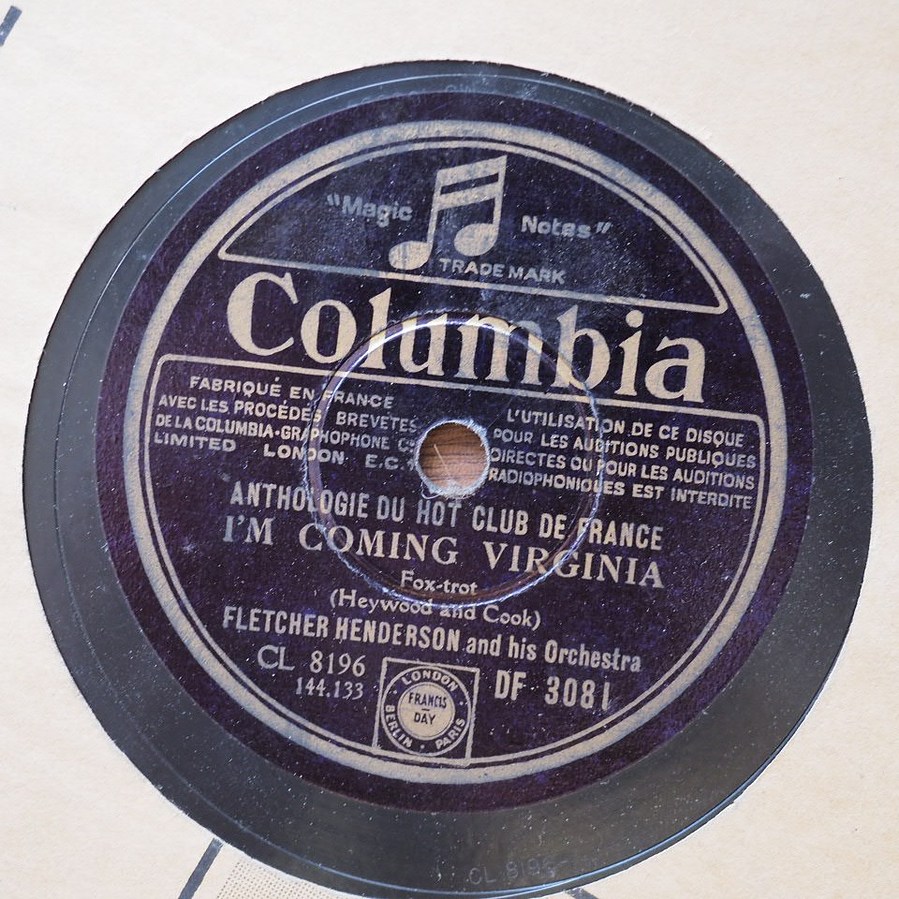 "Magic Notes"
TRADE MARK
Columbia
FABRIQUÉ EN FRANCE
AVEC LES PROCÉDÉS BREVETÉS
DE LA COLUMBIA-GRAPHOPHONE Cº
LIMITED LONDON E.C.
L'UTILISATION DE CE DISQUE
POUR LES AUDITIONS PUBLIQUES
DIRECTES OU POUR LES AUDITIONS
RADIOPHONIQUES EST INTERDITE
ANTHOLOGIE DU HOT CLUB DE FRANCE
I'M COMING VIRGINIA
Fox-trot
(Heywood and Cook)
FLETCHER HENDERSON and his Orchestra
CL 8196
144.133
LONDON
FRANCIS
DAY
BERLIN · PARIS
DF 3081
CL 8196-